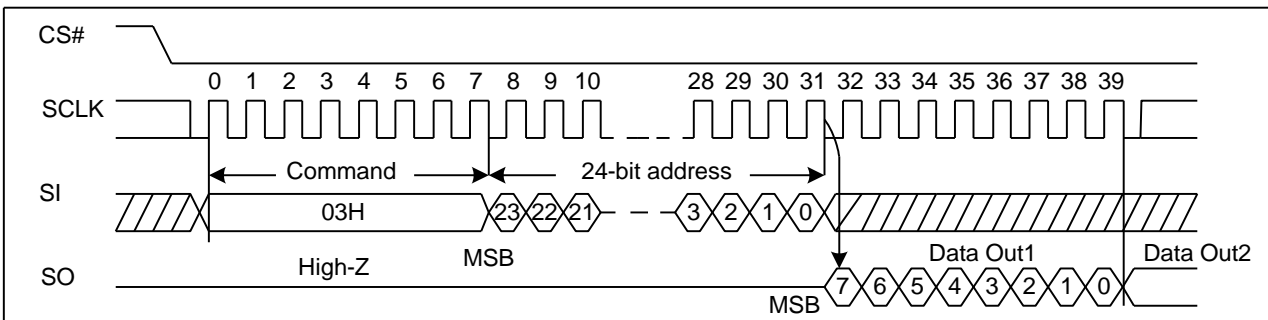 CS#
0 1 2 3 4 5 6 7 8 9 10 28 29 30 31 32 33 34 35 36 37 38 39
SCLK
Command 24-bit address
SI
03H 23 22 21 3 2 1 0
High-Z MSB Data Out1 Data Out2
SO
MSB 7 6 5 4 3 2 1 0